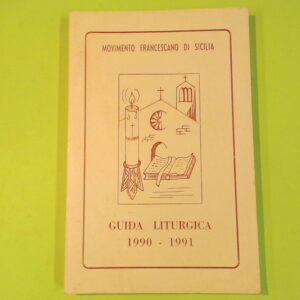 MOVIMENTO FRANCESCANO DI SICILIA
GUIDA LITURGICA
1990 - 1991